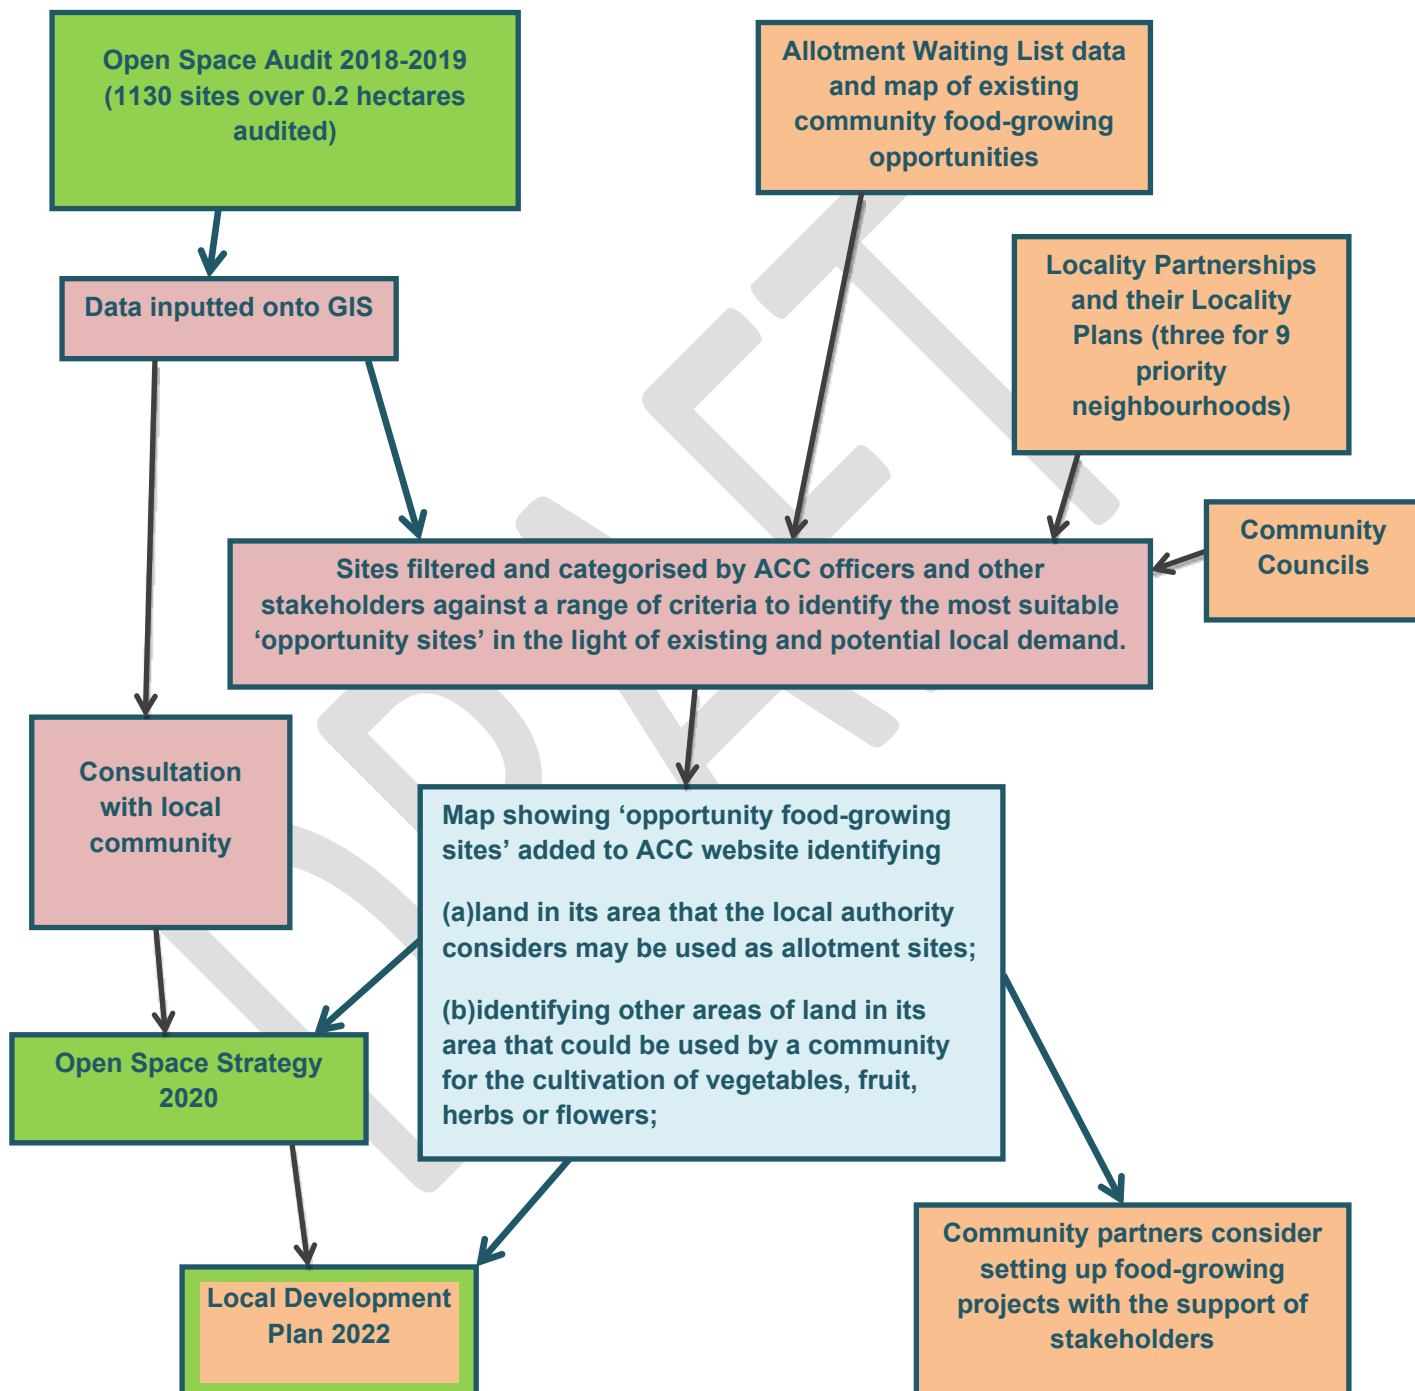 Open Space Audit 2018-2019
(1130 sites over 0.2 hectares
audited)
Allotment Waiting List data
and map of existing
community food-growing
opportunities
Locality Partnerships
and their Locality
Plans (three for 9
priority
neighbourhoods)
Data inputted onto GIS
Community
Councils
Sites filtered and categorised by ACC officers and other
stakeholders against a range of criteria to identify the most suitable
‘opportunity sites’ in the light of existing and potential local demand.
Consultation
with local
community
Map showing ‘opportunity food-growing
sites’ added to ACC website identifying
(a)land in its area that the local authority
considers may be used as allotment sites;
(b)identifying other areas of land in its
area that could be used by a community
for the cultivation of vegetables, fruit,
herbs or flowers;
Open Space Strategy
2020
Local Development
Plan 2022
Community partners consider
setting up food-growing
projects with the support of
stakeholders
DRAFT